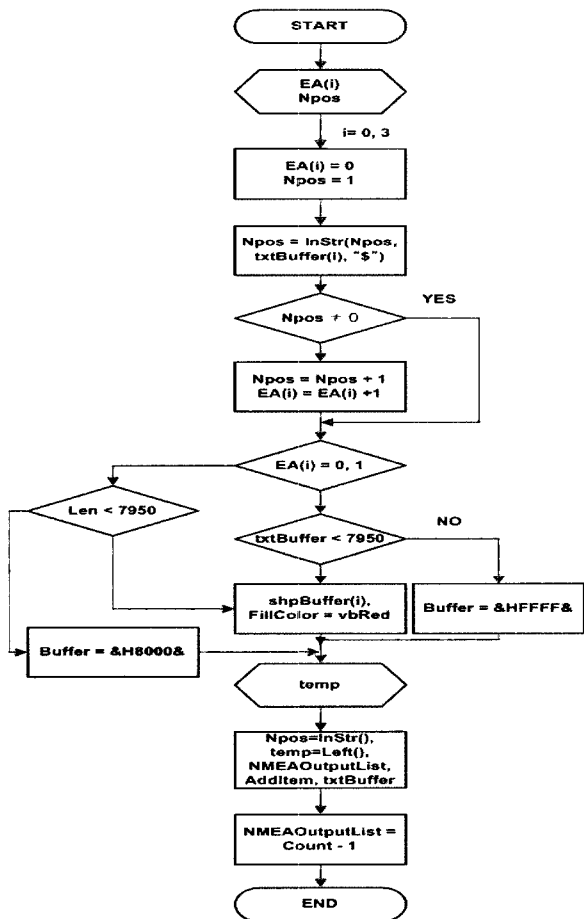 START
EA(i)
Npos
i= 0, 3
EA(i) = 0
Npos = 1
Npos = InStr(Npos,
txtBuffer(i), "$")
YES
Npos ≠ 0
Npos = Npos + 1
EA(i) = EA(i) +1
EA(i) = 0, 1
Len < 7950
NO
txtBuffer < 7950
shpBuffer(i),
FillColor = vbRed
Buffer = &HFFFF&
Buffer = &H8000&
temp
Npos=InStr(),
temp=Left(),
NMEAOutputList,
AddItem, txtBuffer
NMEAOutputList =
Count - 1
END